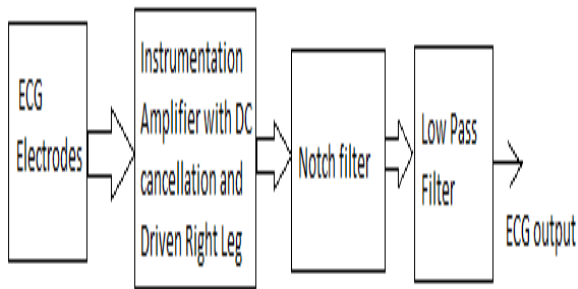 ECG
Electrodes
Instrumentation
Amplifier with DC
cancellation and
Driven Right Leg
Notch filter
Low Pass
Filter
ECG output